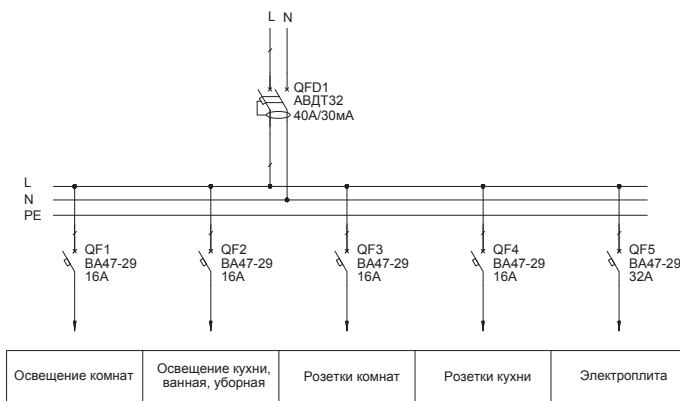 L N
QFD1
АВДТ32
40А/30мА
L
N
PE
QF1
ВА47-29
16А
QF2
ВА47-29
16А
QF3
ВА47-29
16А
QF4
ВА47-29
16А
QF5
ВА47-29
32А
Освещение комнат
Освещение кухни,
ванная, уборная
Розетки комнат
Розетки кухни
Электроплита